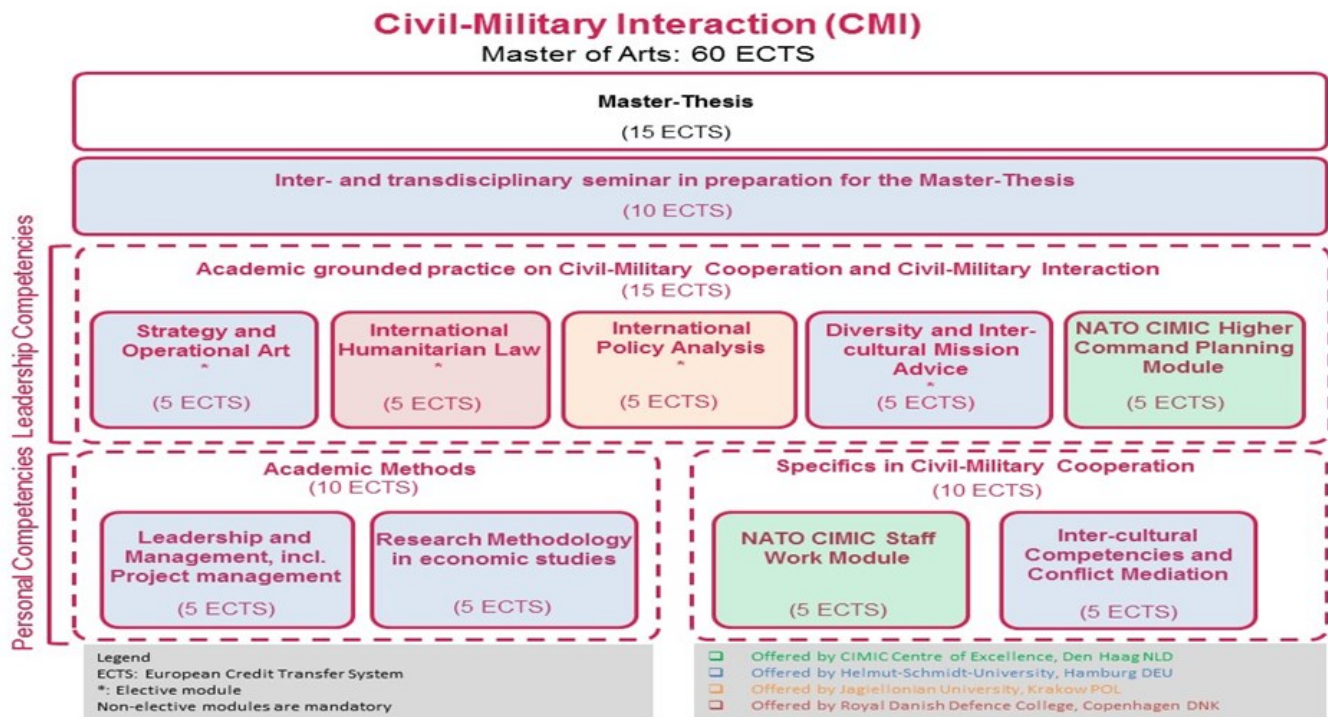 Civil-Military Interaction (CMI)
Master of Arts: 60 ECTS
Master-Thesis
(15 ECTS)
Inter- and transdisciplinary seminar in preparation for the Master-Thesis
(10 ECTS)
Leadership Competencies
Academic grounded practice on Civil-Military Cooperation and Civil-Military Interaction
(15 ECTS)
Strategy and
Operational Art
*
(5 ECTS)
International
Humanitarian Law
*
(5 ECTS)
International
Policy Analysis
*
(5 ECTS)
Diversity and Inter-
cultural Mission
Advice
*
(5 ECTS)
NATO CIMIC Higher
Command Planning
Module
(5 ECTS)
Personal Competencies
Academic Methods
(10 ECTS)
Leadership and
Management, incl.
Project management
(5 ECTS)
Research Methodology
in economic studies
(5 ECTS)
Specifics in Civil-Military Cooperation
(10 ECTS)
NATO CIMIC Staff
Work Module
(5 ECTS)
Inter-cultural
Competencies and
Conflict Mediation
(5 ECTS)
Legend
ECTS: European Credit Transfer System
*: Elective module
Non-elective modules are mandatory
Offered by CIMIC Centre of Excellence, Den Haag NLD
Offered by Helmut-Schmidt-University, Hamburg DEU
Offered by Jagiellonian University, Krakow POL
Offered by Royal Danish Defence College, Copenhagen DNK